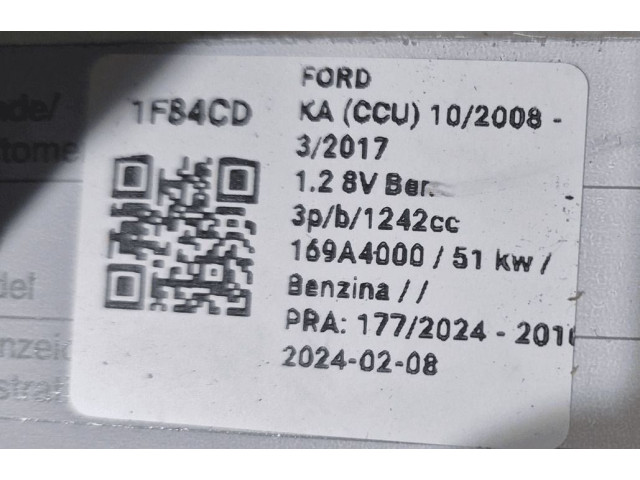 1F84CD
FORD
KA (CCU) 10/2008 -
3/2017
1.2 8V
3p/b/1242cc
169A4000 / 51 kw /
Benzina / /
PRA: 177/2024 -
2024-02-08